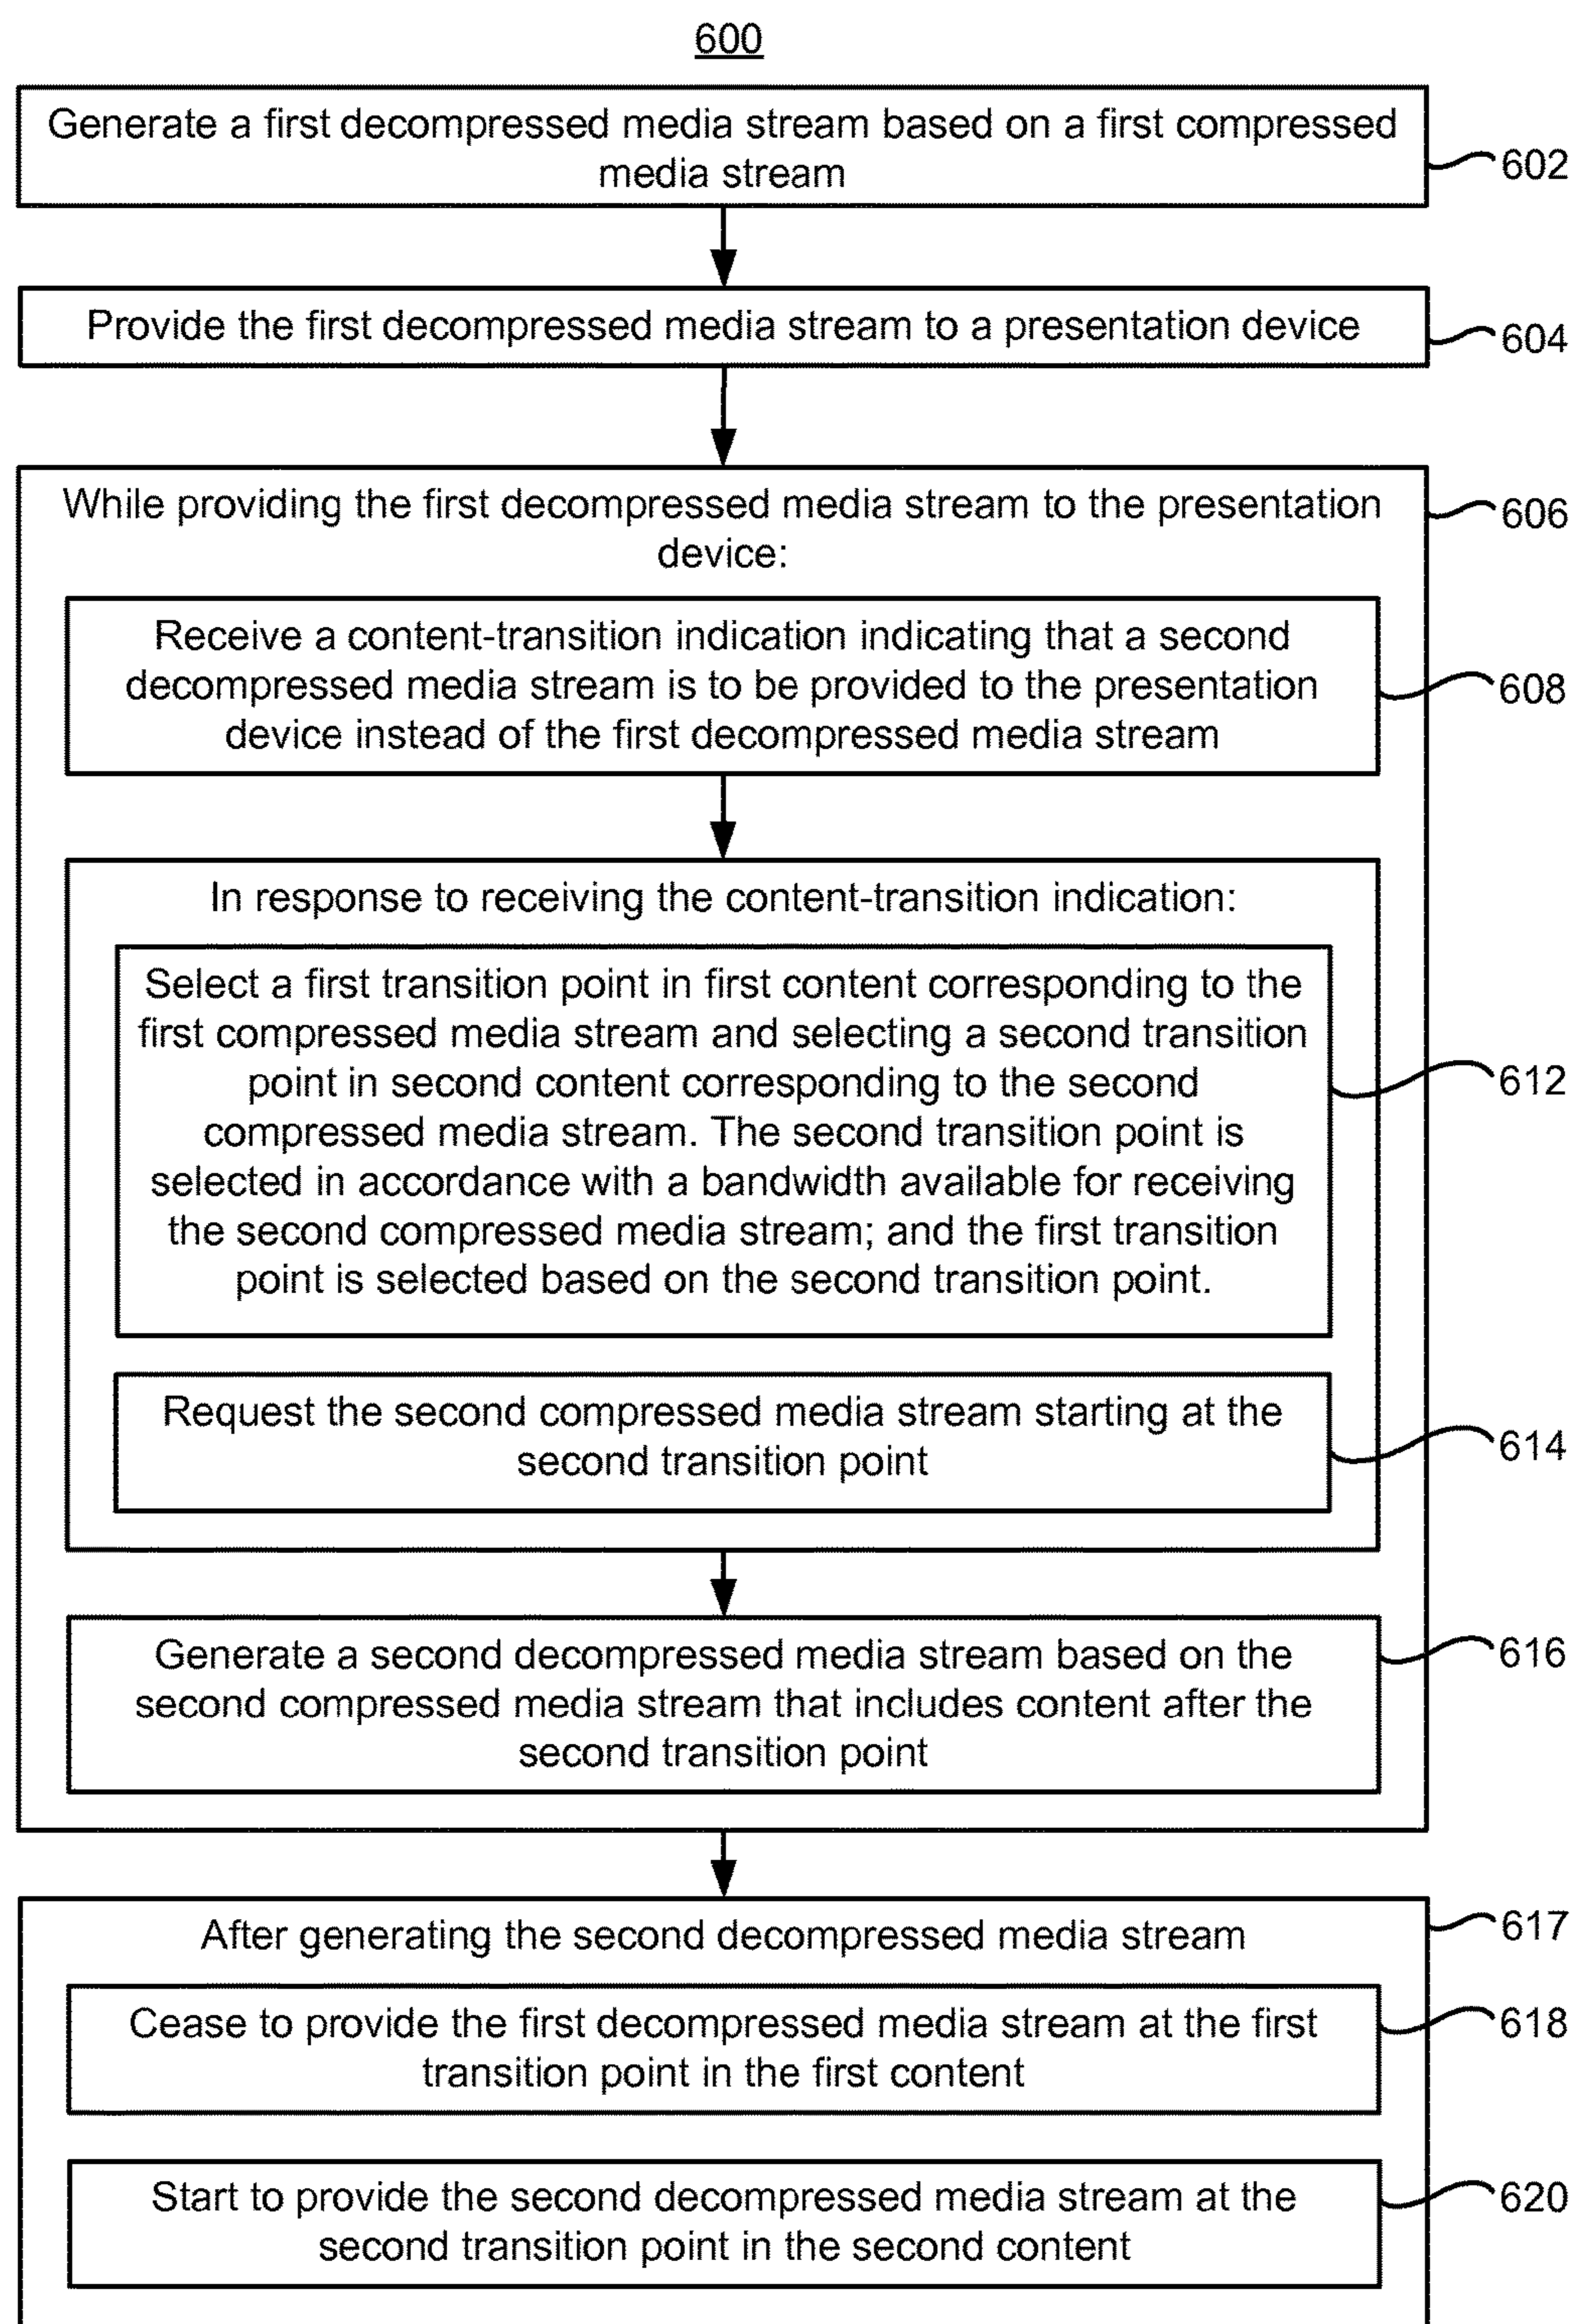 600
Generate a first decompressed media stream based on a first compressed
media stream
602
Provide the first decompressed media stream to a presentation device
604
While providing the first decompressed media stream to the presentation
device:
606
Receive a content-transition indication indicating that a second
decompressed media stream is to be provided to the presentation
device instead of the first decompressed media stream
608
In response to receiving the content-transition indication:
Select a first transition point in first content corresponding to the
first compressed media stream and selecting a second transition
point in second content corresponding to the second
compressed media stream. The second transition point is
selected in accordance with a bandwidth available for receiving
the second compressed media stream; and the first transition
point is selected based on the second transition point.
612
Request the second compressed media stream starting at the
second transition point
614
Generate a second decompressed media stream based on the
second compressed media stream that includes content after the
second transition point
616
After generating the second decompressed media stream
617
Cease to provide the first decompressed media stream at the first
transition point in the first content
618
Start to provide the second decompressed media stream at the
second transition point in the second content
620